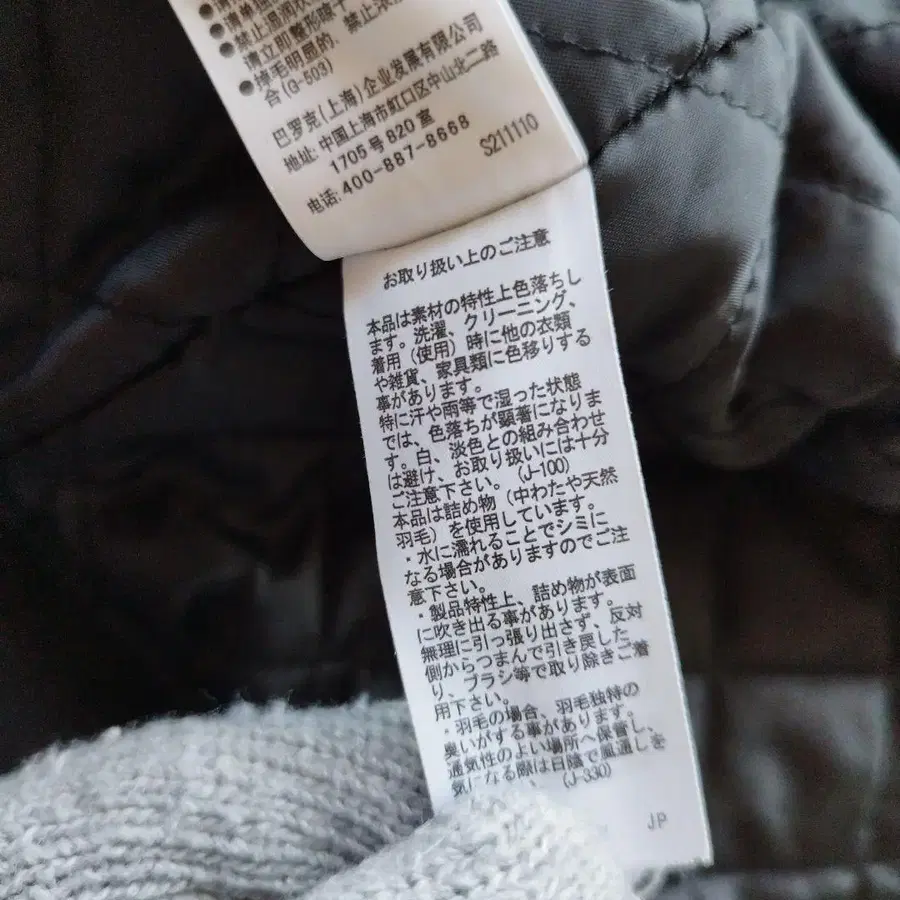 ●禁止湿润状
请立即整形晾干
●掉毛明显的、禁止滚
合(G-503)
巴罗克(上海)企业发展有限公司
地址: 中国上海市虹口区中山北二路
1705号820室
电话: 400-887-8668
S211110
お取り扱い上のご注意
本品は素材の特性上色落ちし
ます。洗濯、クリーニング、
着用(使用)時に他の衣類
や雑貨、家具類に色移りする
事があります。
特に汗や雨等で湿った状態
では、色落ちが顕著になりま
す。白、淡色との組み合わせ
は避け、お取り扱いには十分
ご注意下さい。(J-100)
本品は詰め物(中わたや天然
羽毛)を使用しています。
・水に濡れることでシミに
なる場合がありますのでご注
意下さい。
・製品特性上、詰め物が表面
に吹き出る事があります。
無理に引っ張り出さず、反対
側からつまんで引き戻した
り、ブラシ等で取り除きご着
用下さい。
・羽毛の場合、羽毛独特の
臭いがする事があります。
通気性のよい場所へ保管し、
気になる際は日陰で風通しを
(J-330)
JP